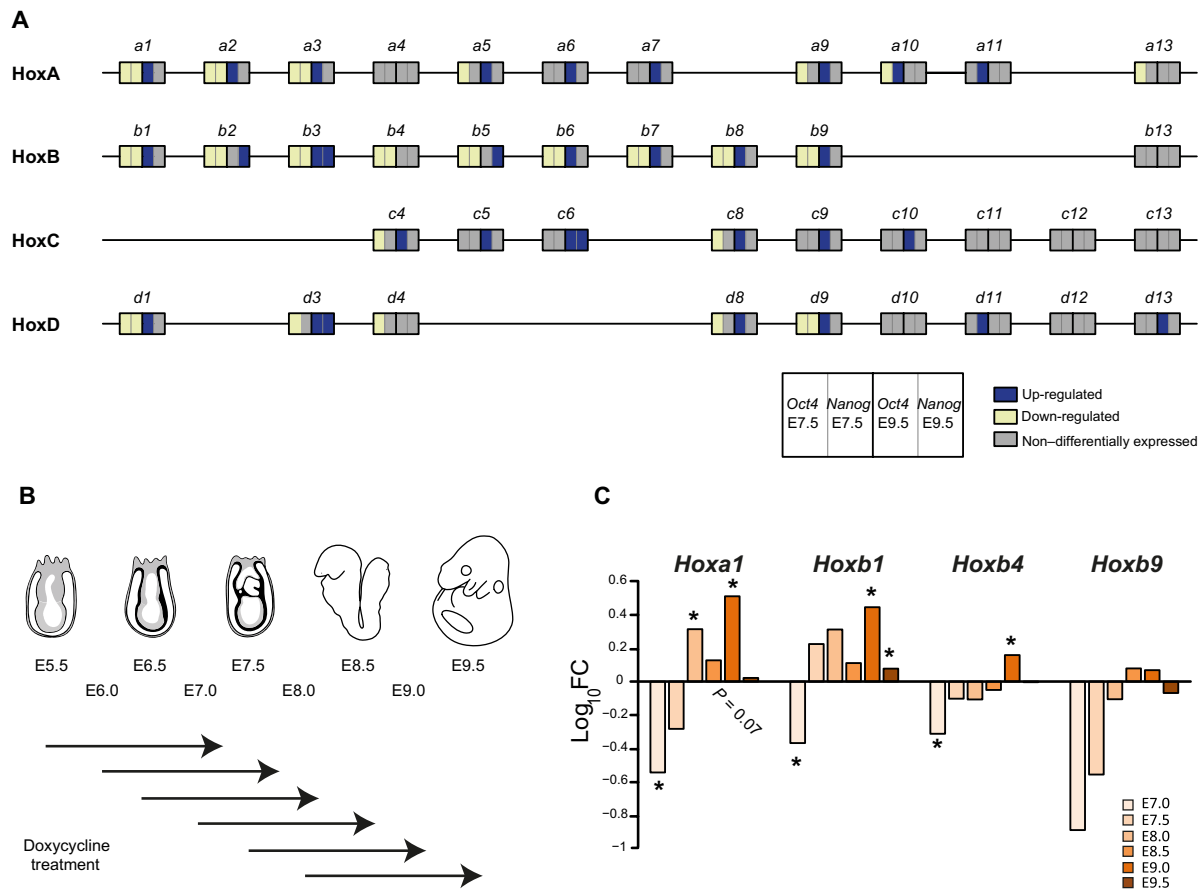 A
a1 a2 a3 a4 a5 a6 a7 a9 a10 a11 a13
HoxA
b1 b2 b3 b4 b5 b6 b7 b8 b9 b13
HoxB
c4 c5 c6 c8 c9 c10 c11 c12 c13
HoxC
d1 d3 d4 d8 d9 d10 d11 d12 d13
HoxD
Oct4 Nanog Oct4 Nanog
E7.5 E7.5 E9.5 E9.5
Up-regulated
Down-regulated
Non–differentially expressed
B
E5.5 E6.5 E7.5 E8.5 E9.5
E6.0 E7.0 E8.0 E9.0
Doxycycline
treatment
C
Hoxa1 Hoxb1 Hoxb4 Hoxb9
Log10FC
0.6
0.4
0.2
0
−0.2
−0.4
−0.6
−0.8
−1
* * * * * * * *
P = 0.07
E7.0
E7.5
E8.0
E8.5
E9.0
E9.5